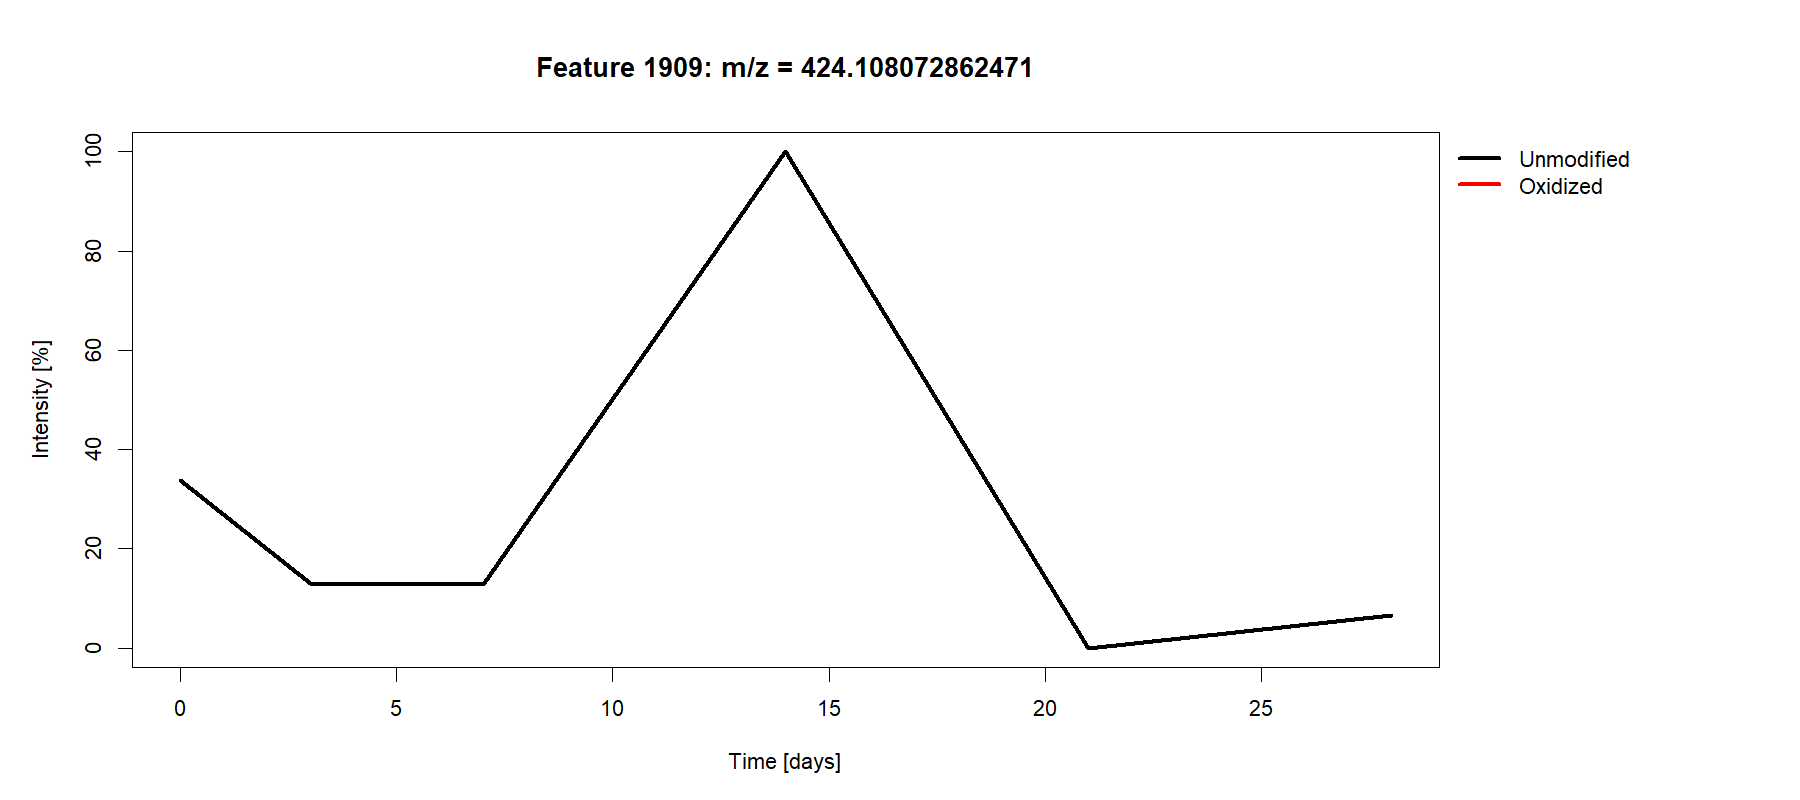 Feature 1909: m/z = 424.108072862471
Unmodified
Oxidized
Intensity [%]
100
80
60
40
20
0
0 5 10 15 20 25
Time [days]